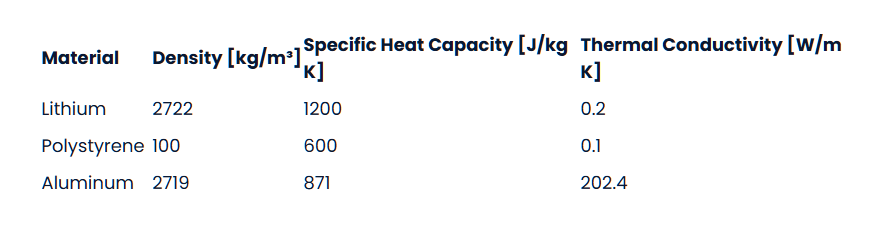 Material Density [kg/m³] Specific Heat Capacity [J/kg K] Thermal Conductivity [W/m K]
Lithium 2722 1200 0.2
Polystyrene 100 600 0.1
Aluminum 2719 871 202.4